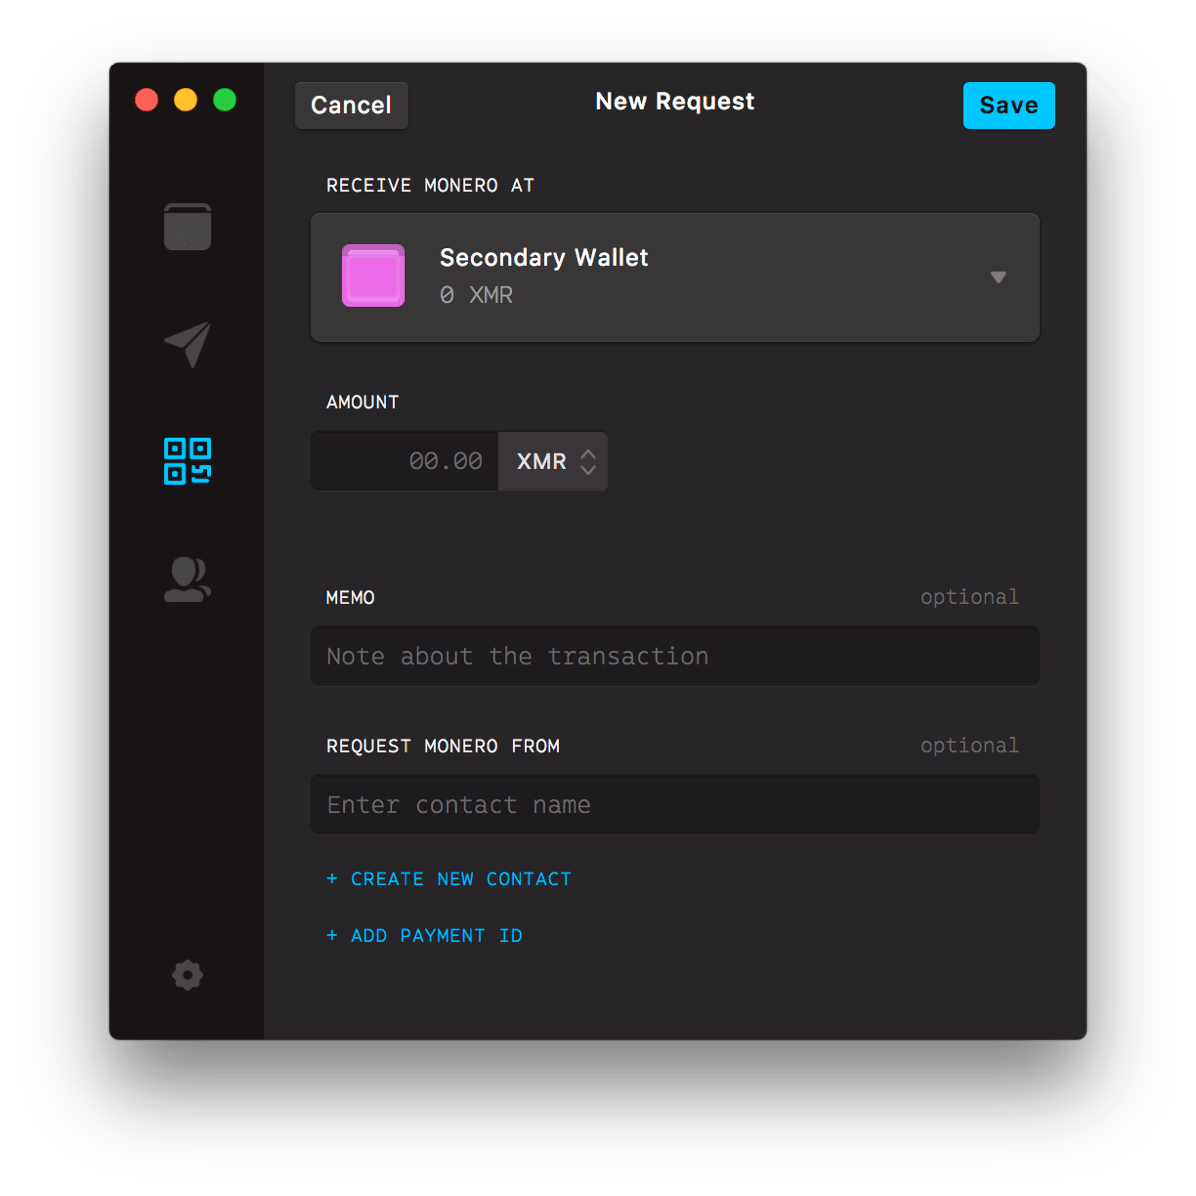 Cancel
New Request
Save
RECEIVE MONERO AT
Secondary Wallet
0 XMR
AMOUNT
00.00
XMR
MEMO
optional
Note about the transaction
REQUEST MONERO FROM
optional
Enter contact name
+ CREATE NEW CONTACT
+ ADD PAYMENT ID